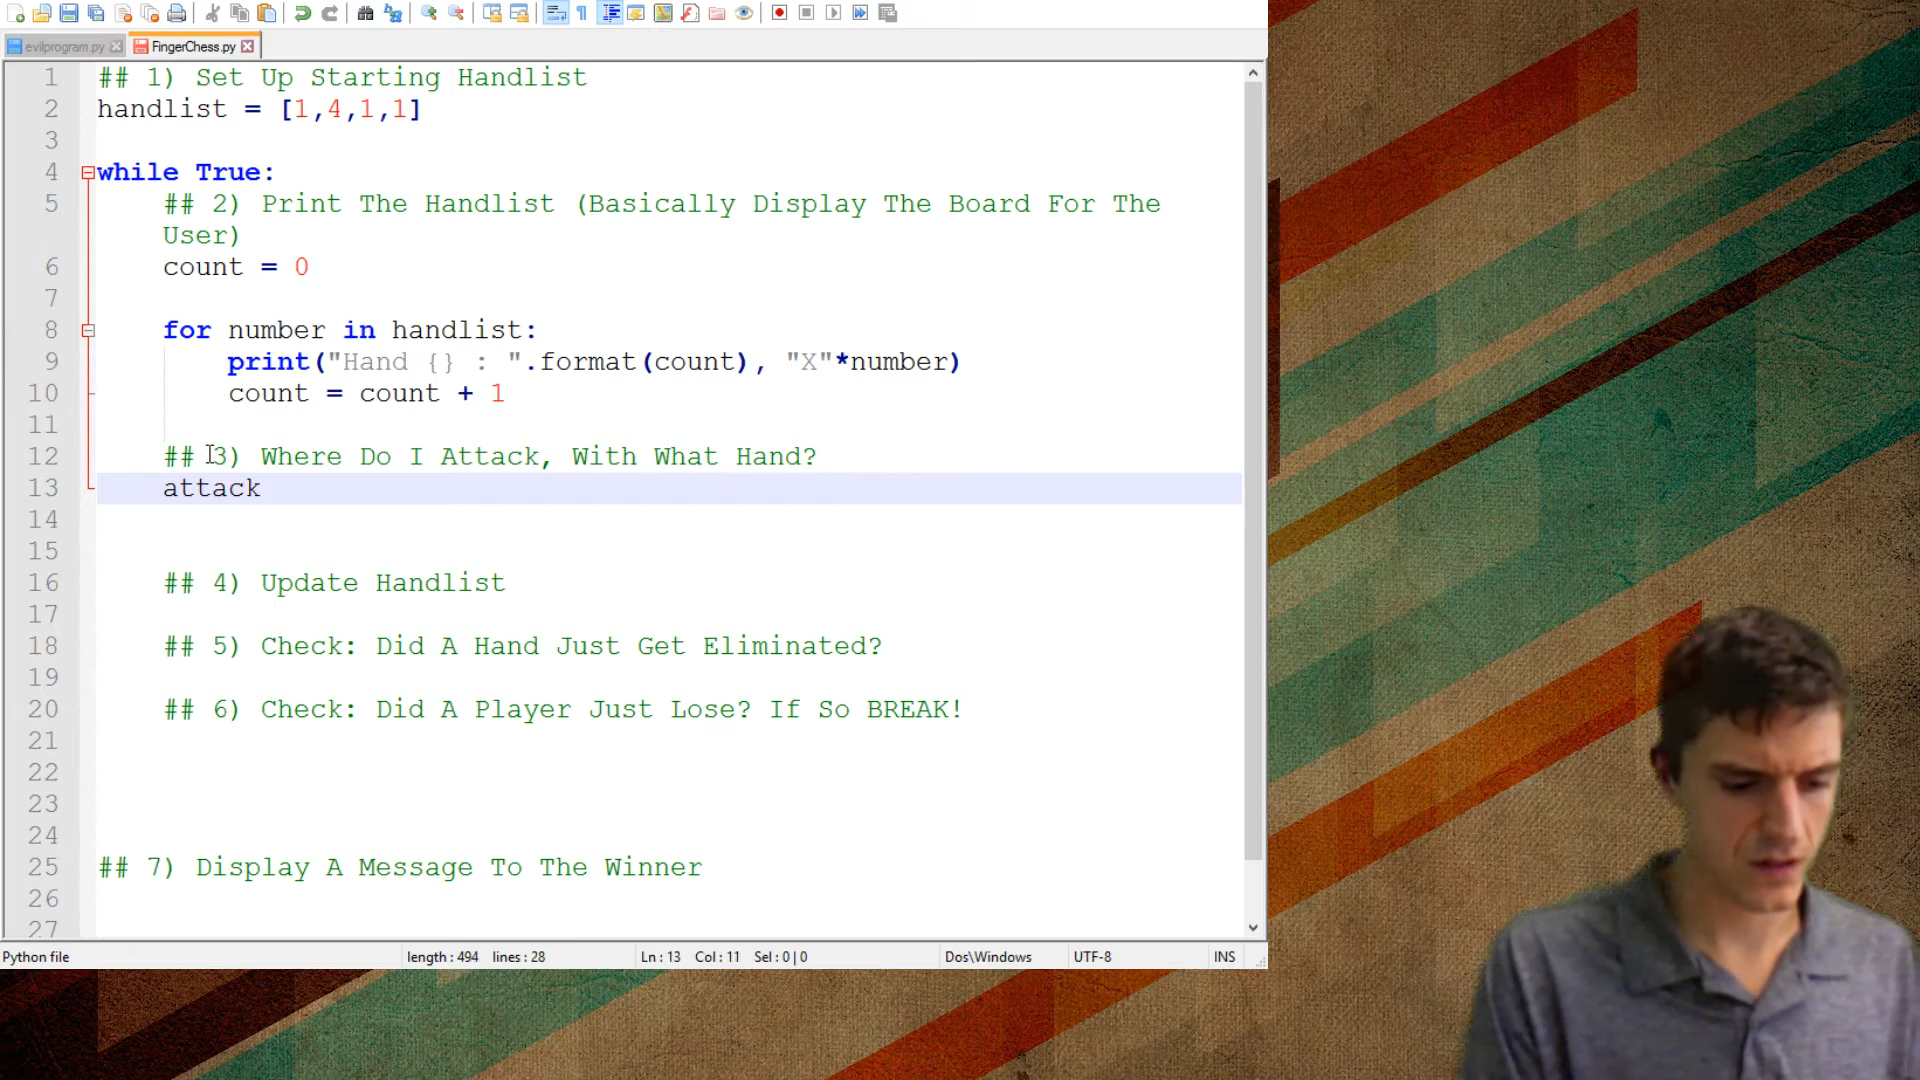 evilprogram.py
FingerChess.py
1 ## 1) Set Up Starting Handlist
2 handlist = [1,4,1,1]
3
4 while True:
5 ## 2) Print The Handlist (Basically Display The Board For The
User)
6 count = 0
7
8 for number in handlist:
9 print("Hand {} : ".format(count), "X"*number)
10 count = count + 1
11
12 ## 3) Where Do I Attack, With What Hand?
13 attack
14
15
16 ## 4) Update Handlist
17
18 ## 5) Check: Did A Hand Just Get Eliminated?
19
20 ## 6) Check: Did A Player Just Lose? If So BREAK!
21
22
23
24
25 ## 7) Display A Message To The Winner
26
27
Python file length : 494 lines : 28 Ln : 13 Col : 11 Sel : 0 | 0 Dos\Windows UTF-8 INS